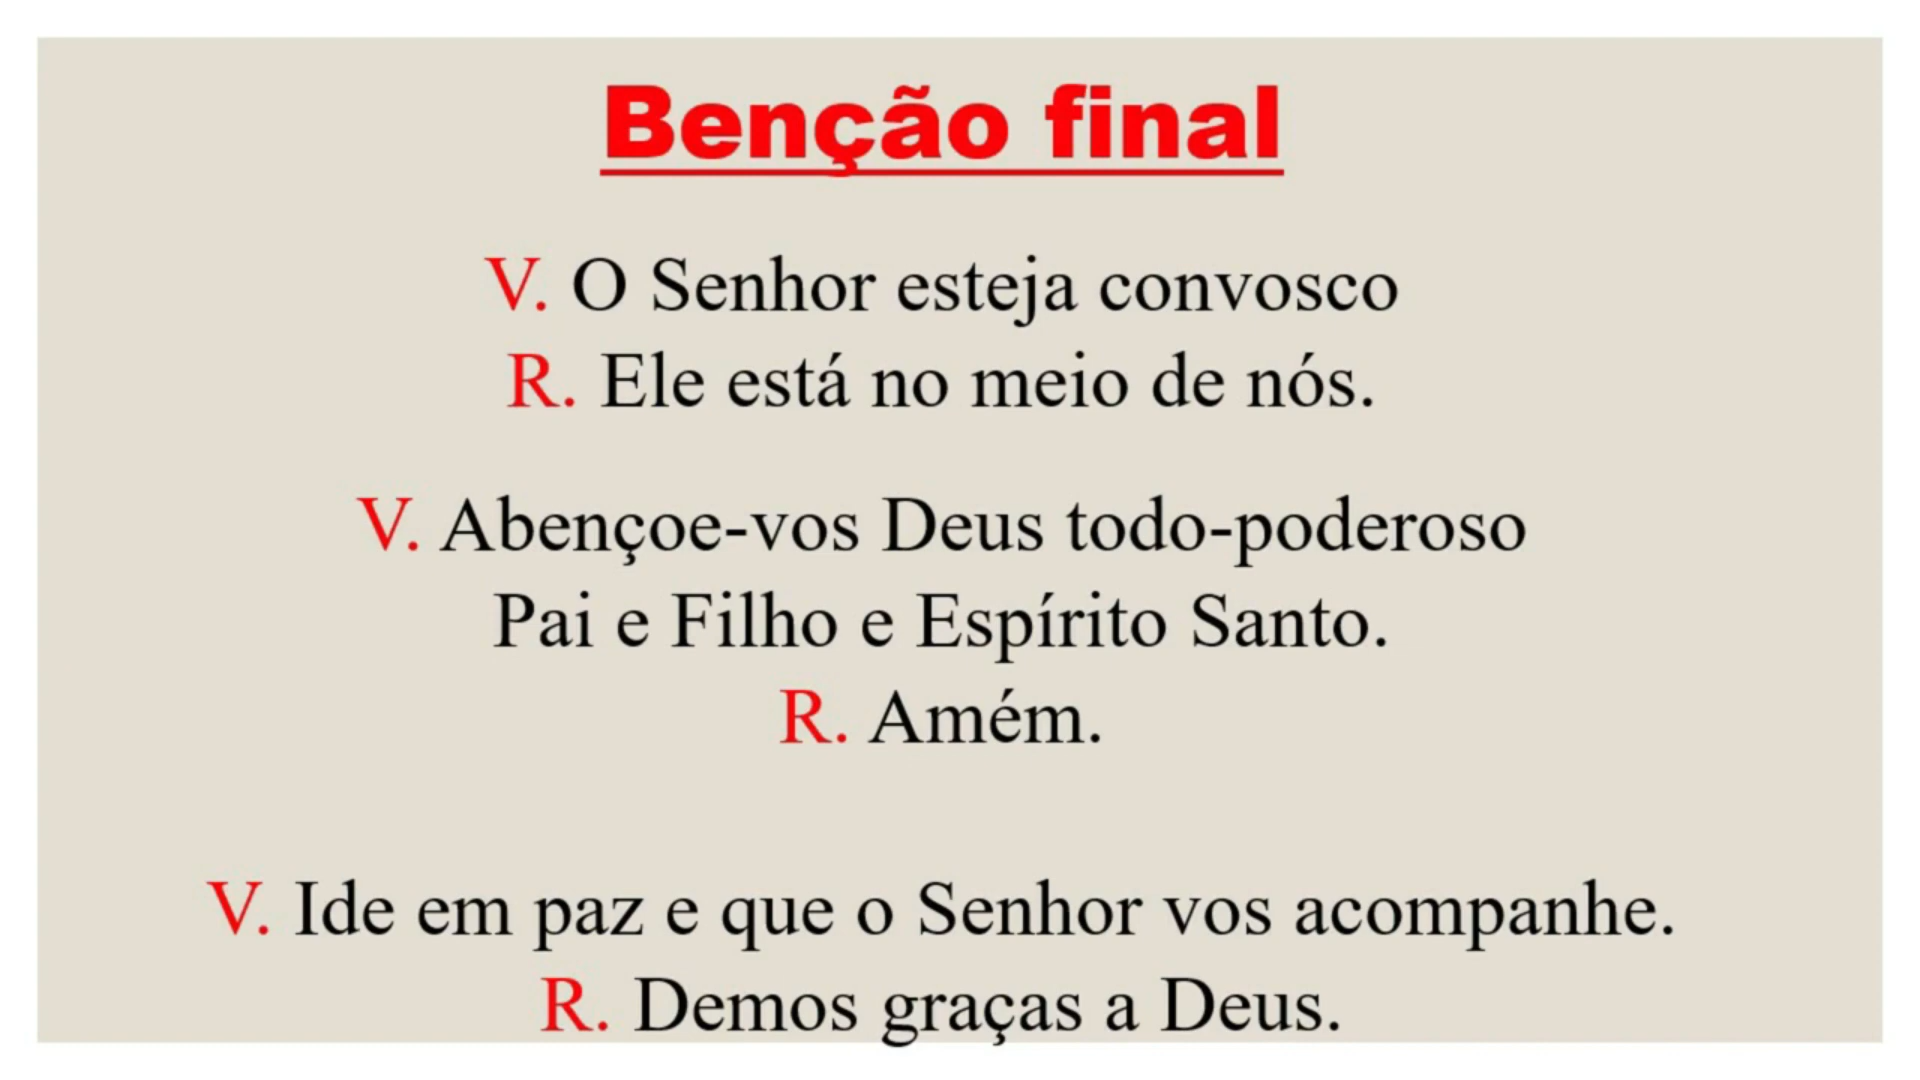 Benção final
V. O Senhor esteja convosco
R. Ele está no meio de nós.
V. Abençoe-vos Deus todo-poderoso
Pai e Filho e Espírito Santo.
R. Amém.
V. Ide em paz e que o Senhor vos acompanhe.
R. Demos graças a Deus.